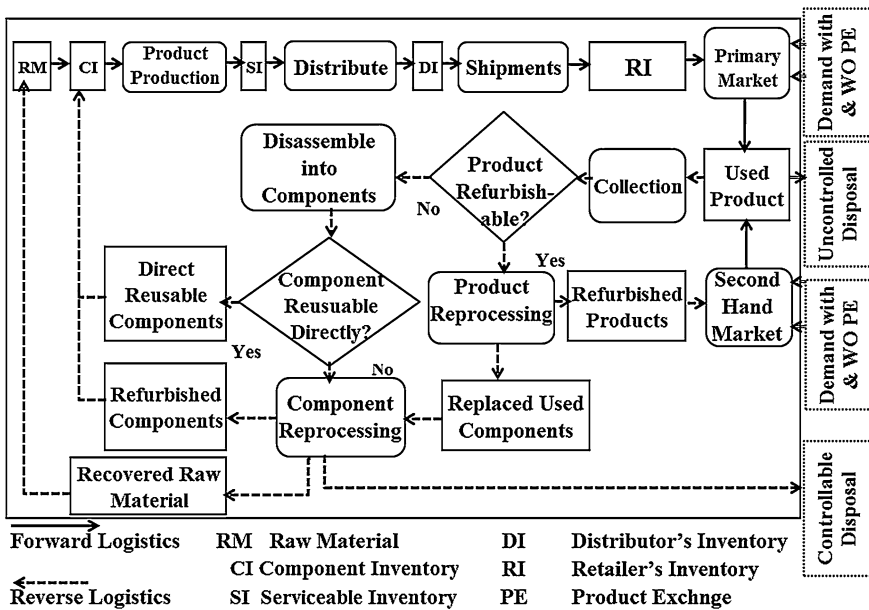 RM
CI
Product
Production
SI
Distribute
DI
Shipments
RI
Primary
Market
Demand with
& WO PE
Disassemble
into
Components
No
Product
Refurbish-
able?
Collection
Used
Product
Uncontrolled
Disposal
Direct
Reusable
Components
Yes
Component
Reusuable
Directly?
No
Yes
Product
Reprocessing
Refurbished
Products
Second
Hand
Market
Demand with
& WO PE
Refurbished
Components
Component
Reprocessing
Replaced Used
Components
Recovered Raw
Material
Controllable
Disposal
Forward Logistics RM Raw Material DI Distributor's Inventory
CI Component Inventory RI Retailer's Inventory
Reverse Logistics SI Serviceable Inventory PE Product Exchnge